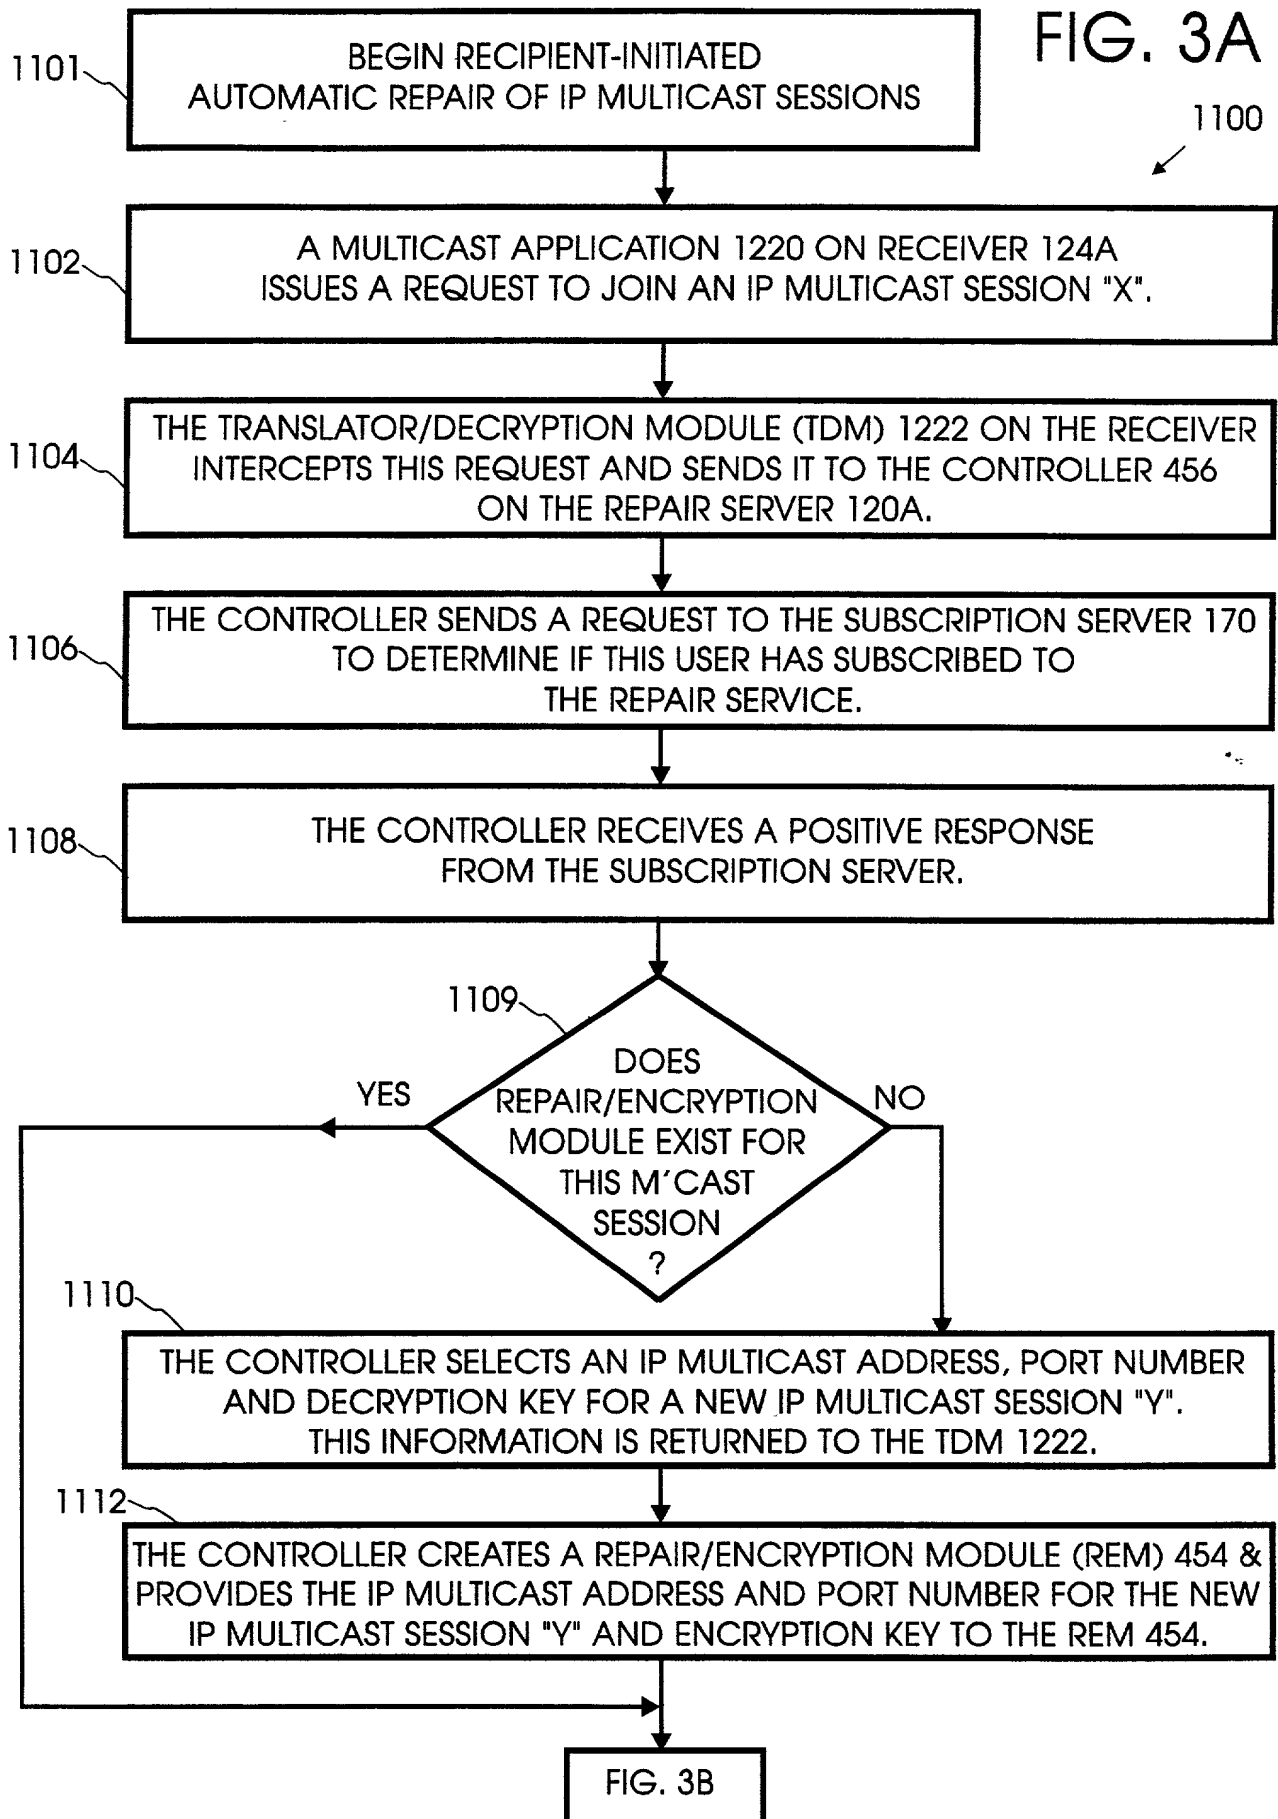 FIG. 3A
1100
1101
BEGIN RECIPIENT-INITIATED
AUTOMATIC REPAIR OF IP MULTICAST SESSIONS
1102
A MULTICAST APPLICATION 1220 ON RECEIVER 124A
ISSUES A REQUEST TO JOIN AN IP MULTICAST SESSION "X".
1104
THE TRANSLATOR/DECRYPTION MODULE (TDM) 1222 ON THE RECEIVER
INTERCEPTS THIS REQUEST AND SENDS IT TO THE CONTROLLER 456
ON THE REPAIR SERVER 120A.
1106
THE CONTROLLER SENDS A REQUEST TO THE SUBSCRIPTION SERVER 170
TO DETERMINE IF THIS USER HAS SUBSCRIBED TO
THE REPAIR SERVICE.
1108
THE CONTROLLER RECEIVES A POSITIVE RESPONSE
FROM THE SUBSCRIPTION SERVER.
1109
DOES
REPAIR/ENCRYPTION
MODULE EXIST FOR
THIS M'CAST
SESSION
?
YES
NO
1110
THE CONTROLLER SELECTS AN IP MULTICAST ADDRESS, PORT NUMBER
AND DECRYPTION KEY FOR A NEW IP MULTICAST SESSION "Y".
THIS INFORMATION IS RETURNED TO THE TDM 1222.
1112
THE CONTROLLER CREATES A REPAIR/ENCRYPTION MODULE (REM) 454 &
PROVIDES THE IP MULTICAST ADDRESS AND PORT NUMBER FOR THE NEW
IP MULTICAST SESSION "Y" AND ENCRYPTION KEY TO THE REM 454.
FIG. 3B